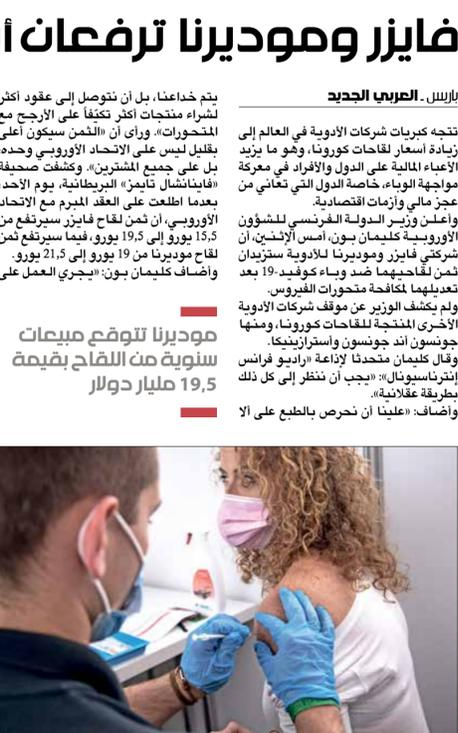 فايزر وموديرنا ترفعان
باريس ـ العربي الجديد
تتجه كبريات شركات الأدوية في العالم إلى
زيادة أسعار لقاحات كورونا، وهو ما يزيد
الأعباء المالية على الدول والأفراد في معركة
مواجهة الوباء، خاصة الدول التي تعاني من
عجز مالي وأزمات اقتصادية.
وأعلن وزير الدولة الفرنسي للشؤون
الأوروبية كليمان بون، أمس الإثنين، أن
شركتي فايزر وموديرنا للأدوية ستزيدان
ثمن لقاحيهما ضد وباء كوفيد-19 بعد
تعديلهما لمكافحة متحورات الفيروس.
ولم يكشف الوزير عن موقف شركات الأدوية
الأخرى المنتجة للقاحات كورونا، ومنها
جونسون أند جونسون وأسترازينيكا.
وقال كليمان متحدثا لإذاعة «راديو فرانس
إنترناسيونال»: «يجب أن ننظر إلى كل ذلك
بطريقة عقلانية».
وأضاف: «علينا أن نحرص بالطبع على ألا
يتم خداعنا، بل أن نتوصل إلى عقود أكثر
لشراء منتجات أكثر تكيّفاً على الأرجح مع
المتحورات». ورأى أن «الثمن سيكون أعلى
بقليل ليس على الاتحاد الأوروبي وحده،
بل على جميع المشترين». وكشفت صحيفة
«فايننشال تايمز» البريطانية، يوم الأحد،
بعدما اطلعت على العقد المبرم مع الاتحاد
الأوروبي، أن ثمن لقاح فايزر سيرتفع من
15,5 يورو إلى 19,5 يورو، فيما سيرتفع ثمن
لقاح موديرنا من 19 يورو إلى 21,5 يورو.
وأضاف كليمان بون: «يجري العمل على
موديرنا تتوقع مبيعات
سنوية من اللقاح بقيمة
19,5 مليار دولار